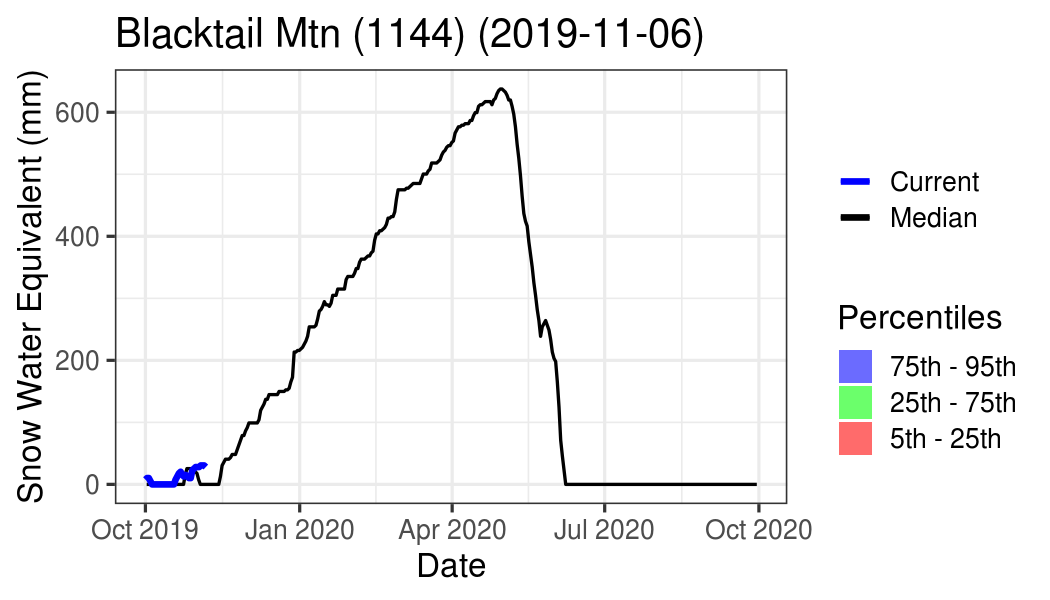 Blacktail Mtn (1144) (2019-11-06)
Snow Water Equivalent (mm)
600
400
200
0
Oct 2019 Jan 2020 Apr 2020 Jul 2020 Oct 2020
Date
Current
Median
Percentiles
75th - 95th
25th - 75th
5th - 25th